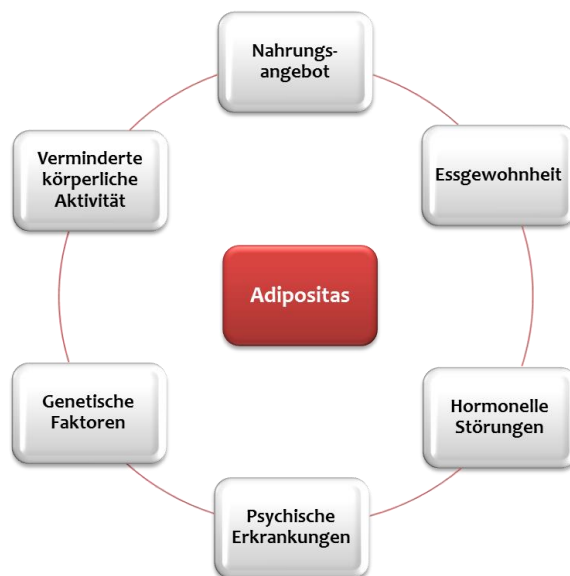 Nahrungs-
angebot
Essgewohnheit
Hormonelle
Störungen
Psychische
Erkrankungen
Genetische
Faktoren
Verminderte
körperliche
Aktivität
Adipositas